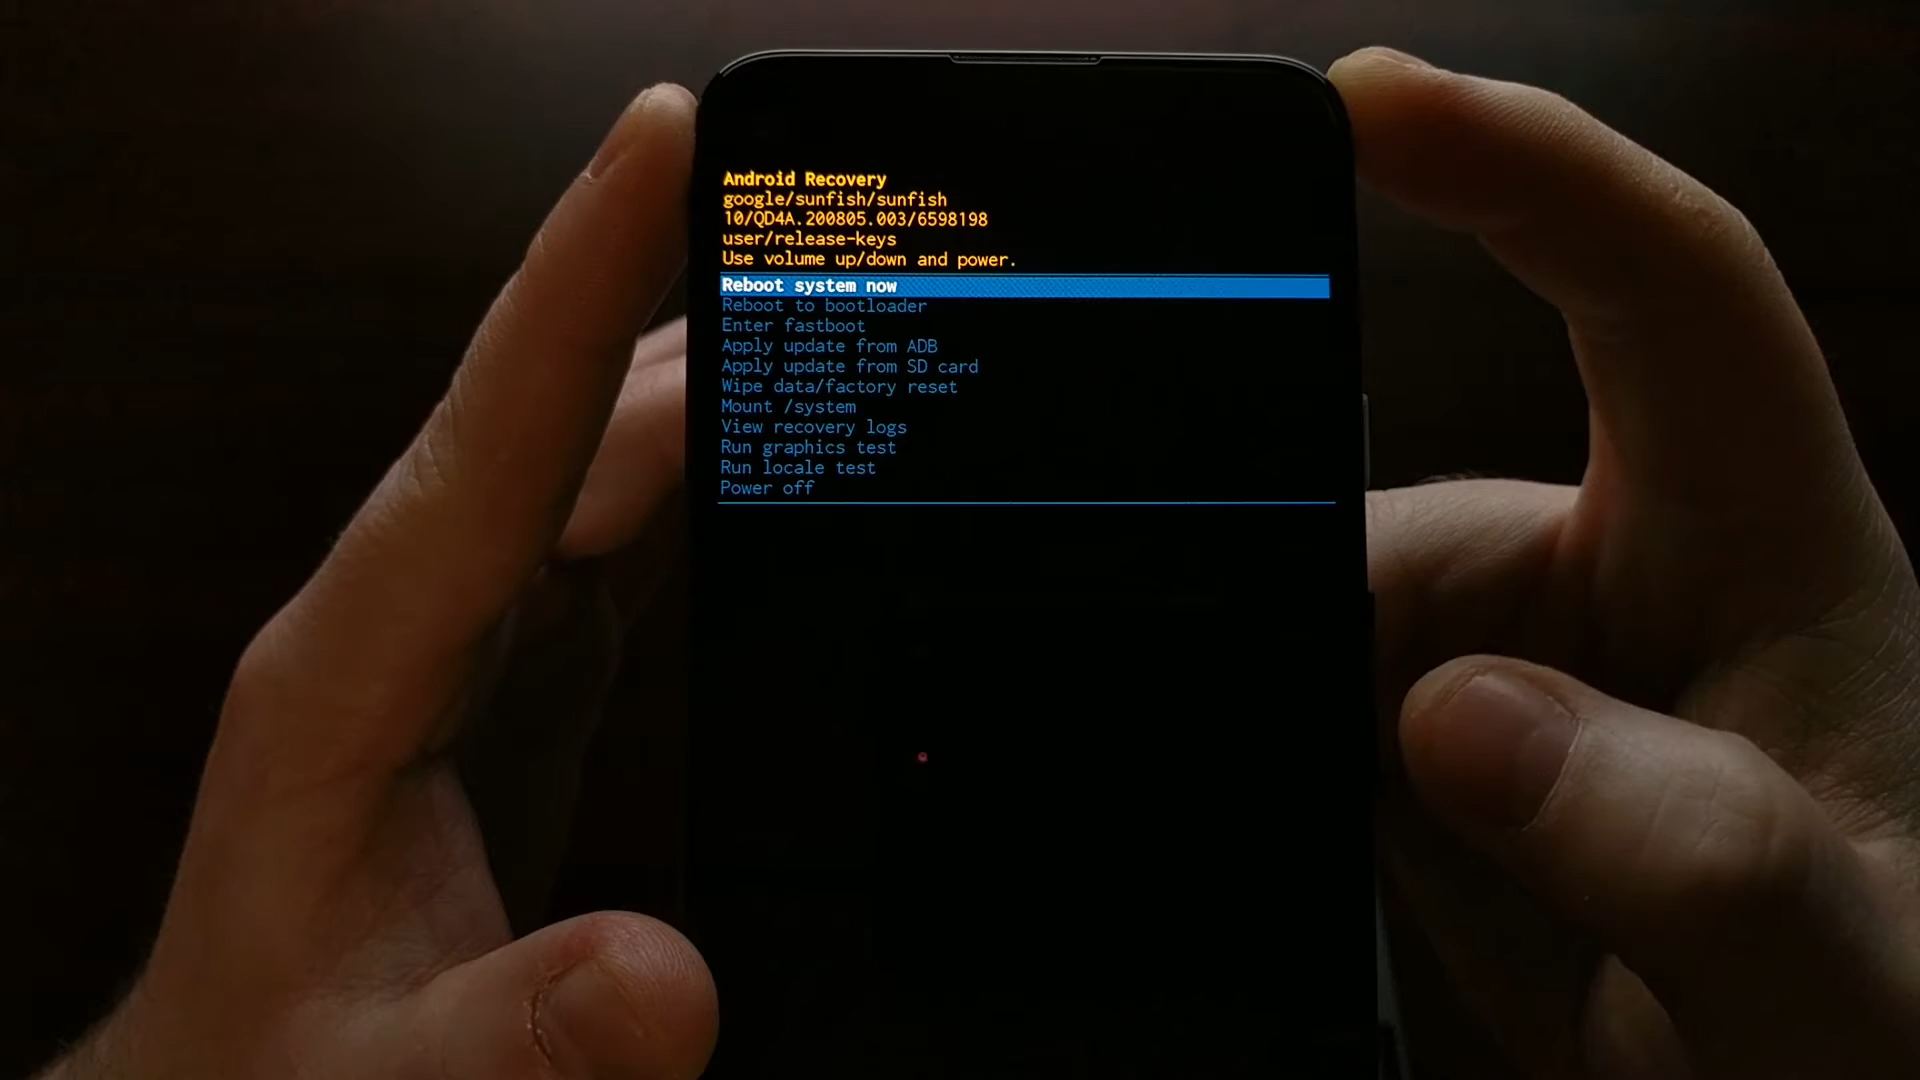 Android Recovery
google/sunfish/sunfish
10/QD4A.200805.003/6598198
user/release-keys
Use volume up/down and power.
Reboot system now
Reboot to bootloader
Enter fastboot
Apply update from ADB
Apply update from SD card
Wipe data/factory reset
Mount /system
View recovery logs
Run graphics test
Run locale test
Power off